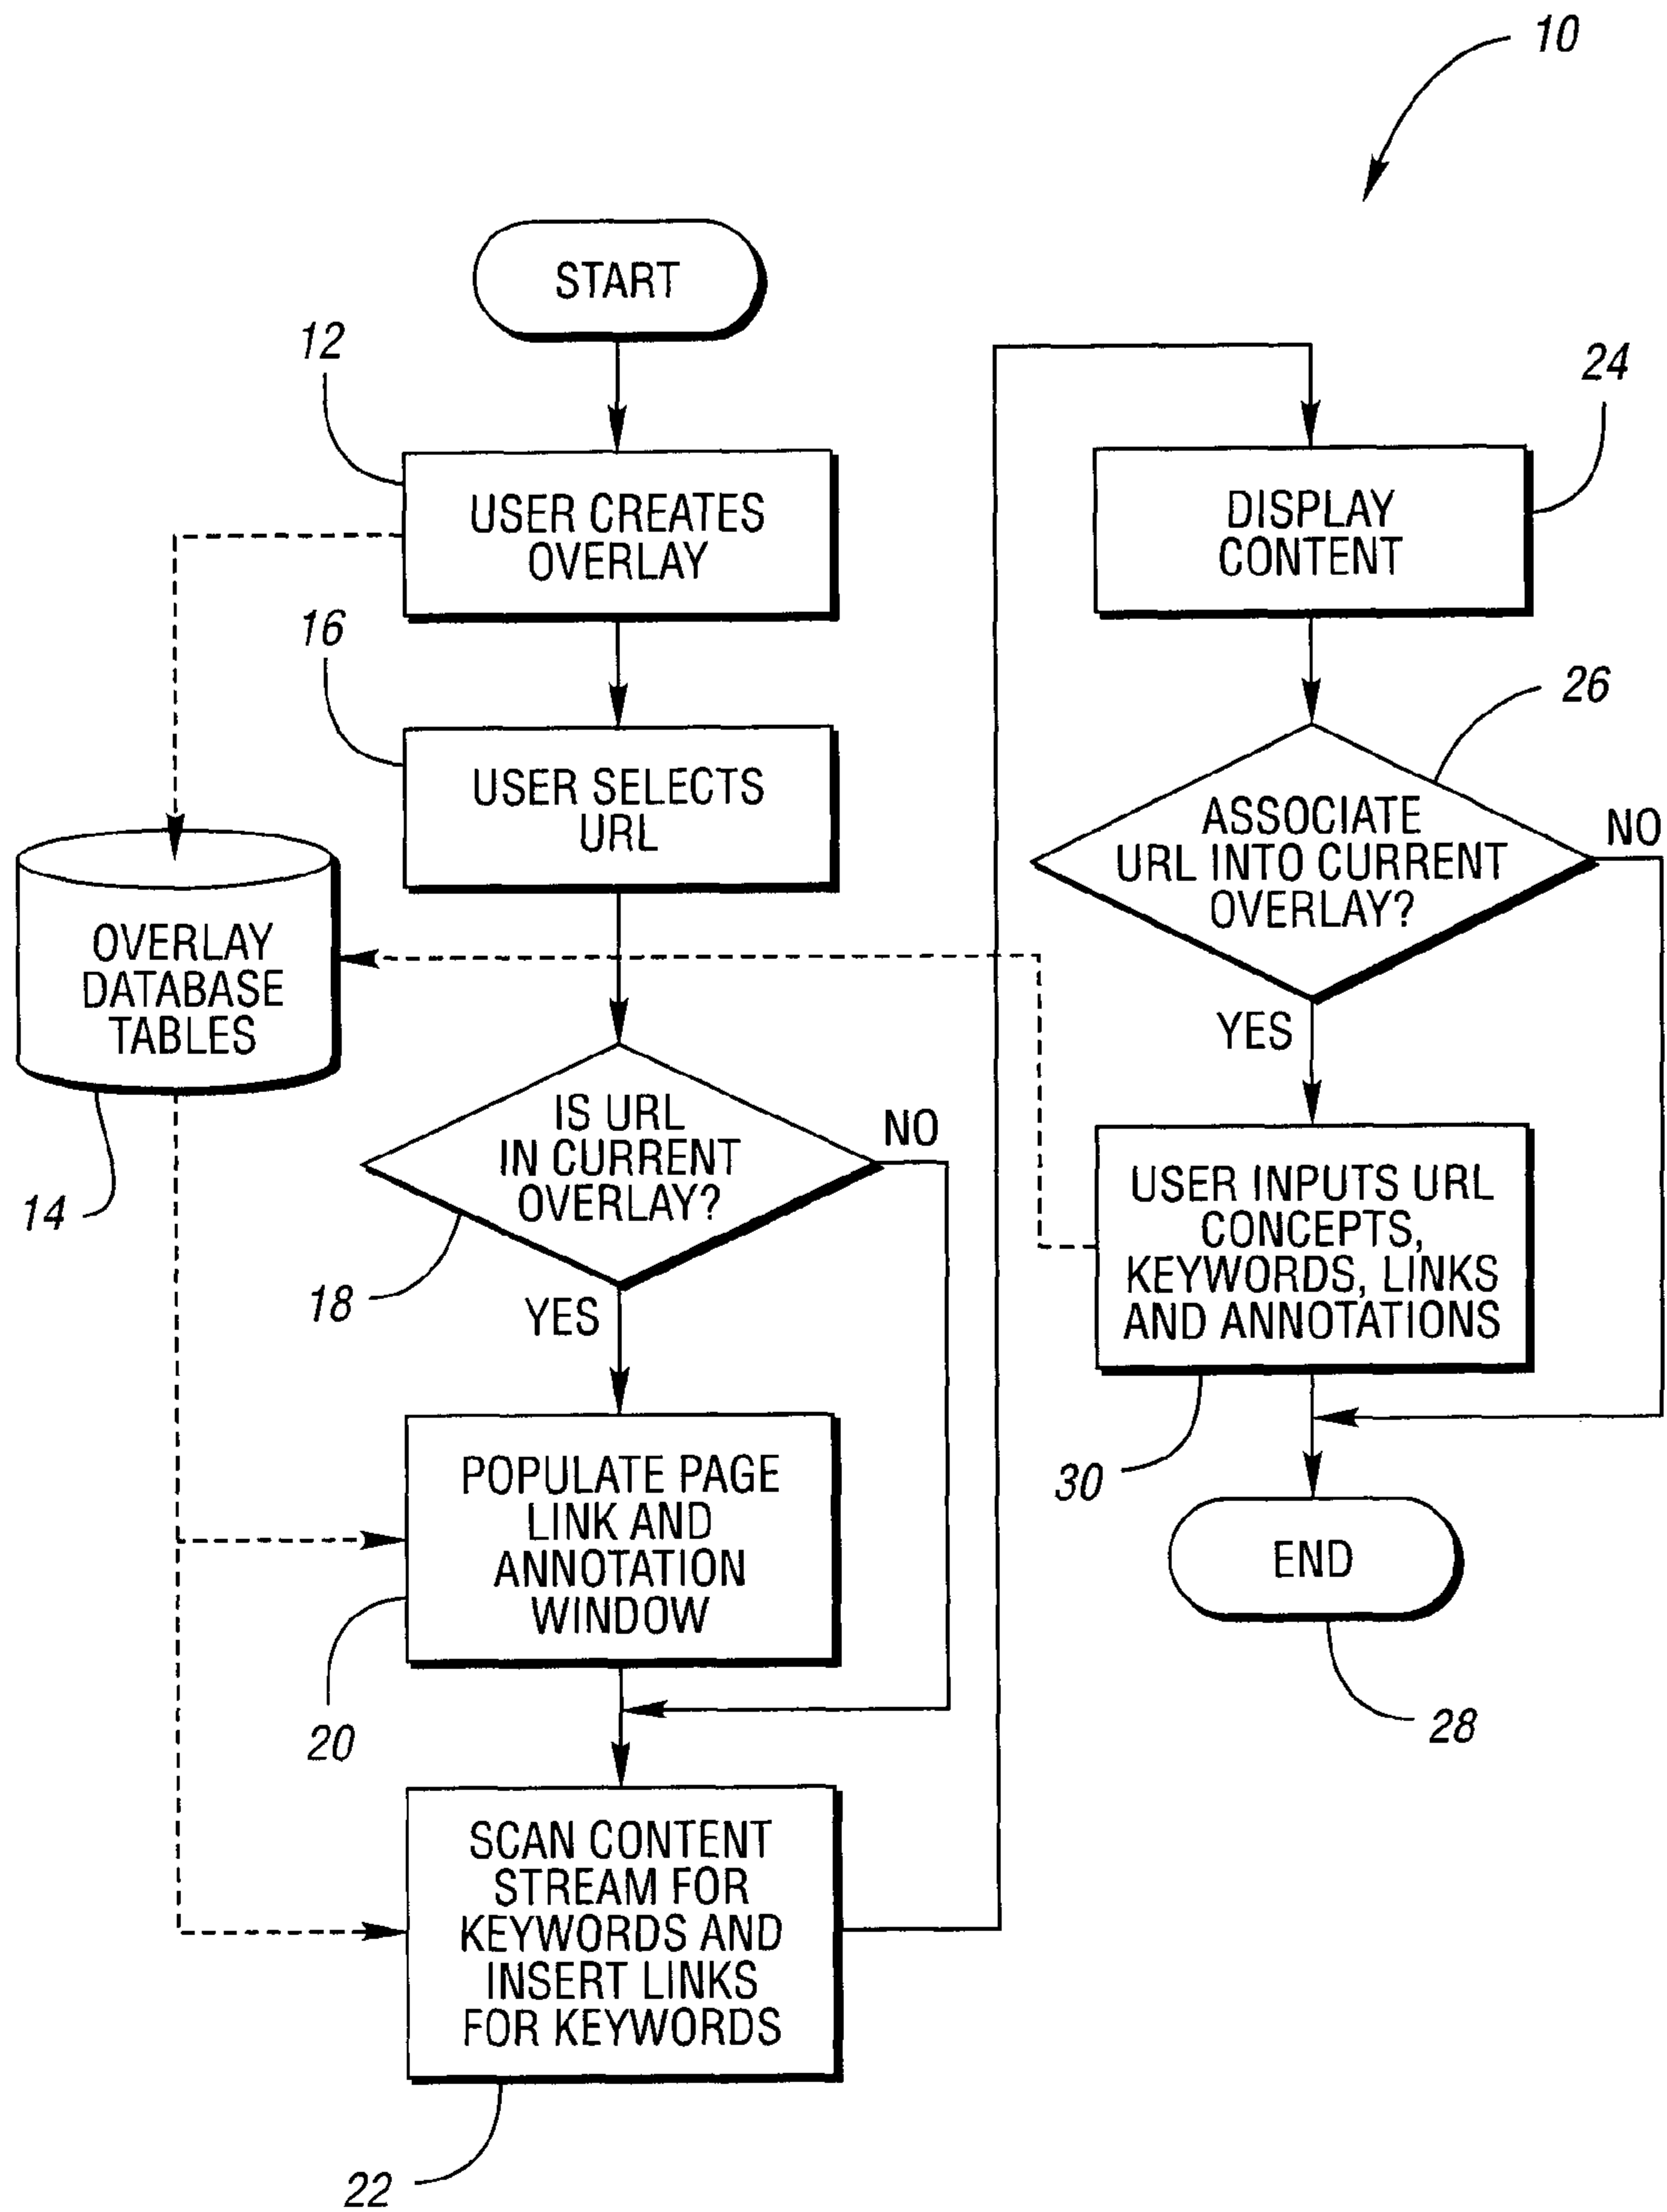 10
START
12
USER CREATES
OVERLAY
16
USER SELECTS
URL
OVERLAY
DATABASE
TABLES
14
IS URL
IN CURRENT
OVERLAY?
NO
18
YES
POPULATE PAGE
LINK AND
ANNOTATION
WINDOW
20
SCAN CONTENT
STREAM FOR
KEYWORDS AND
INSERT LINKS
FOR KEYWORDS
22
24
DISPLAY
CONTENT
26
ASSOCIATE
URL INTO CURRENT
OVERLAY?
NO
YES
USER INPUTS URL
CONCEPTS,
KEYWORDS, LINKS
AND ANNOTATIONS
30
END
28